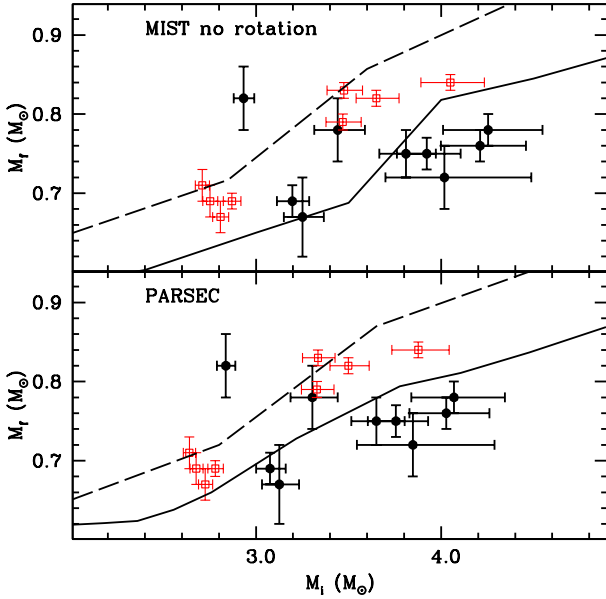 MIST no rotation
0.9
0.8
0.7
M_f (M_⊙)
PARSEC
0.9
0.8
0.7
M_f (M_⊙)
3.0 4.0
M_i (M_⊙)